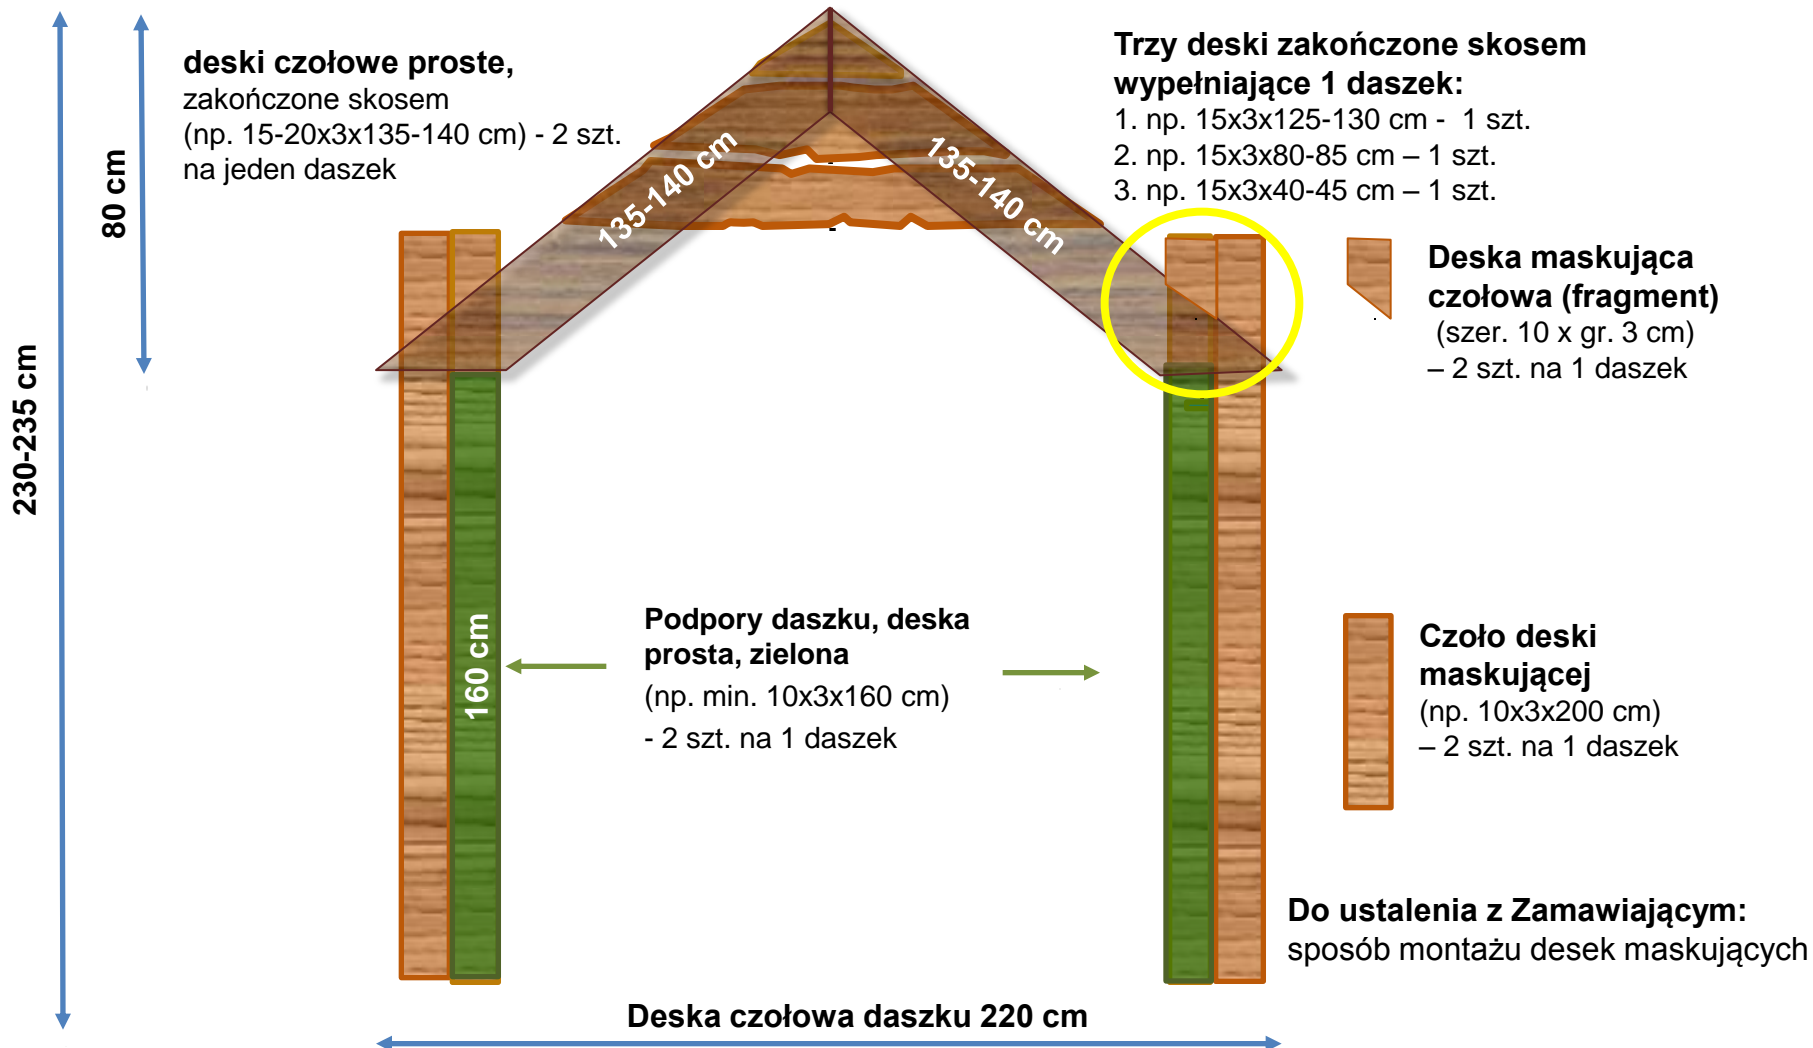 deski czołowe proste,
zakończone skosem
(np. 15-20x3x135-140 cm) - 2 szt.
na jeden daszek
Trzy deski zakończone skosem
wypełniające 1 daszek:
1. np. 15x3x125-130 cm -  1 szt.
2. np. 15x3x80-85 cm – 1 szt.
3. np. 15x3x40-45 cm – 1 szt.
80 cm
230-235 cm
135-140 cm
135-140 cm
Deska maskująca
czołowa (fragment)
(szer. 10 x gr. 3 cm)
– 2 szt. na 1 daszek
160 cm
Podpory daszku, deska
prosta, zielona
(np. min. 10x3x160 cm)
- 2 szt. na 1 daszek
Czoło deski
maskującej
(np. 10x3x200 cm)
– 2 szt. na 1 daszek
Do ustalenia z Zamawiającym:
sposób montażu desek maskujących
Deska czołowa daszku 220 cm